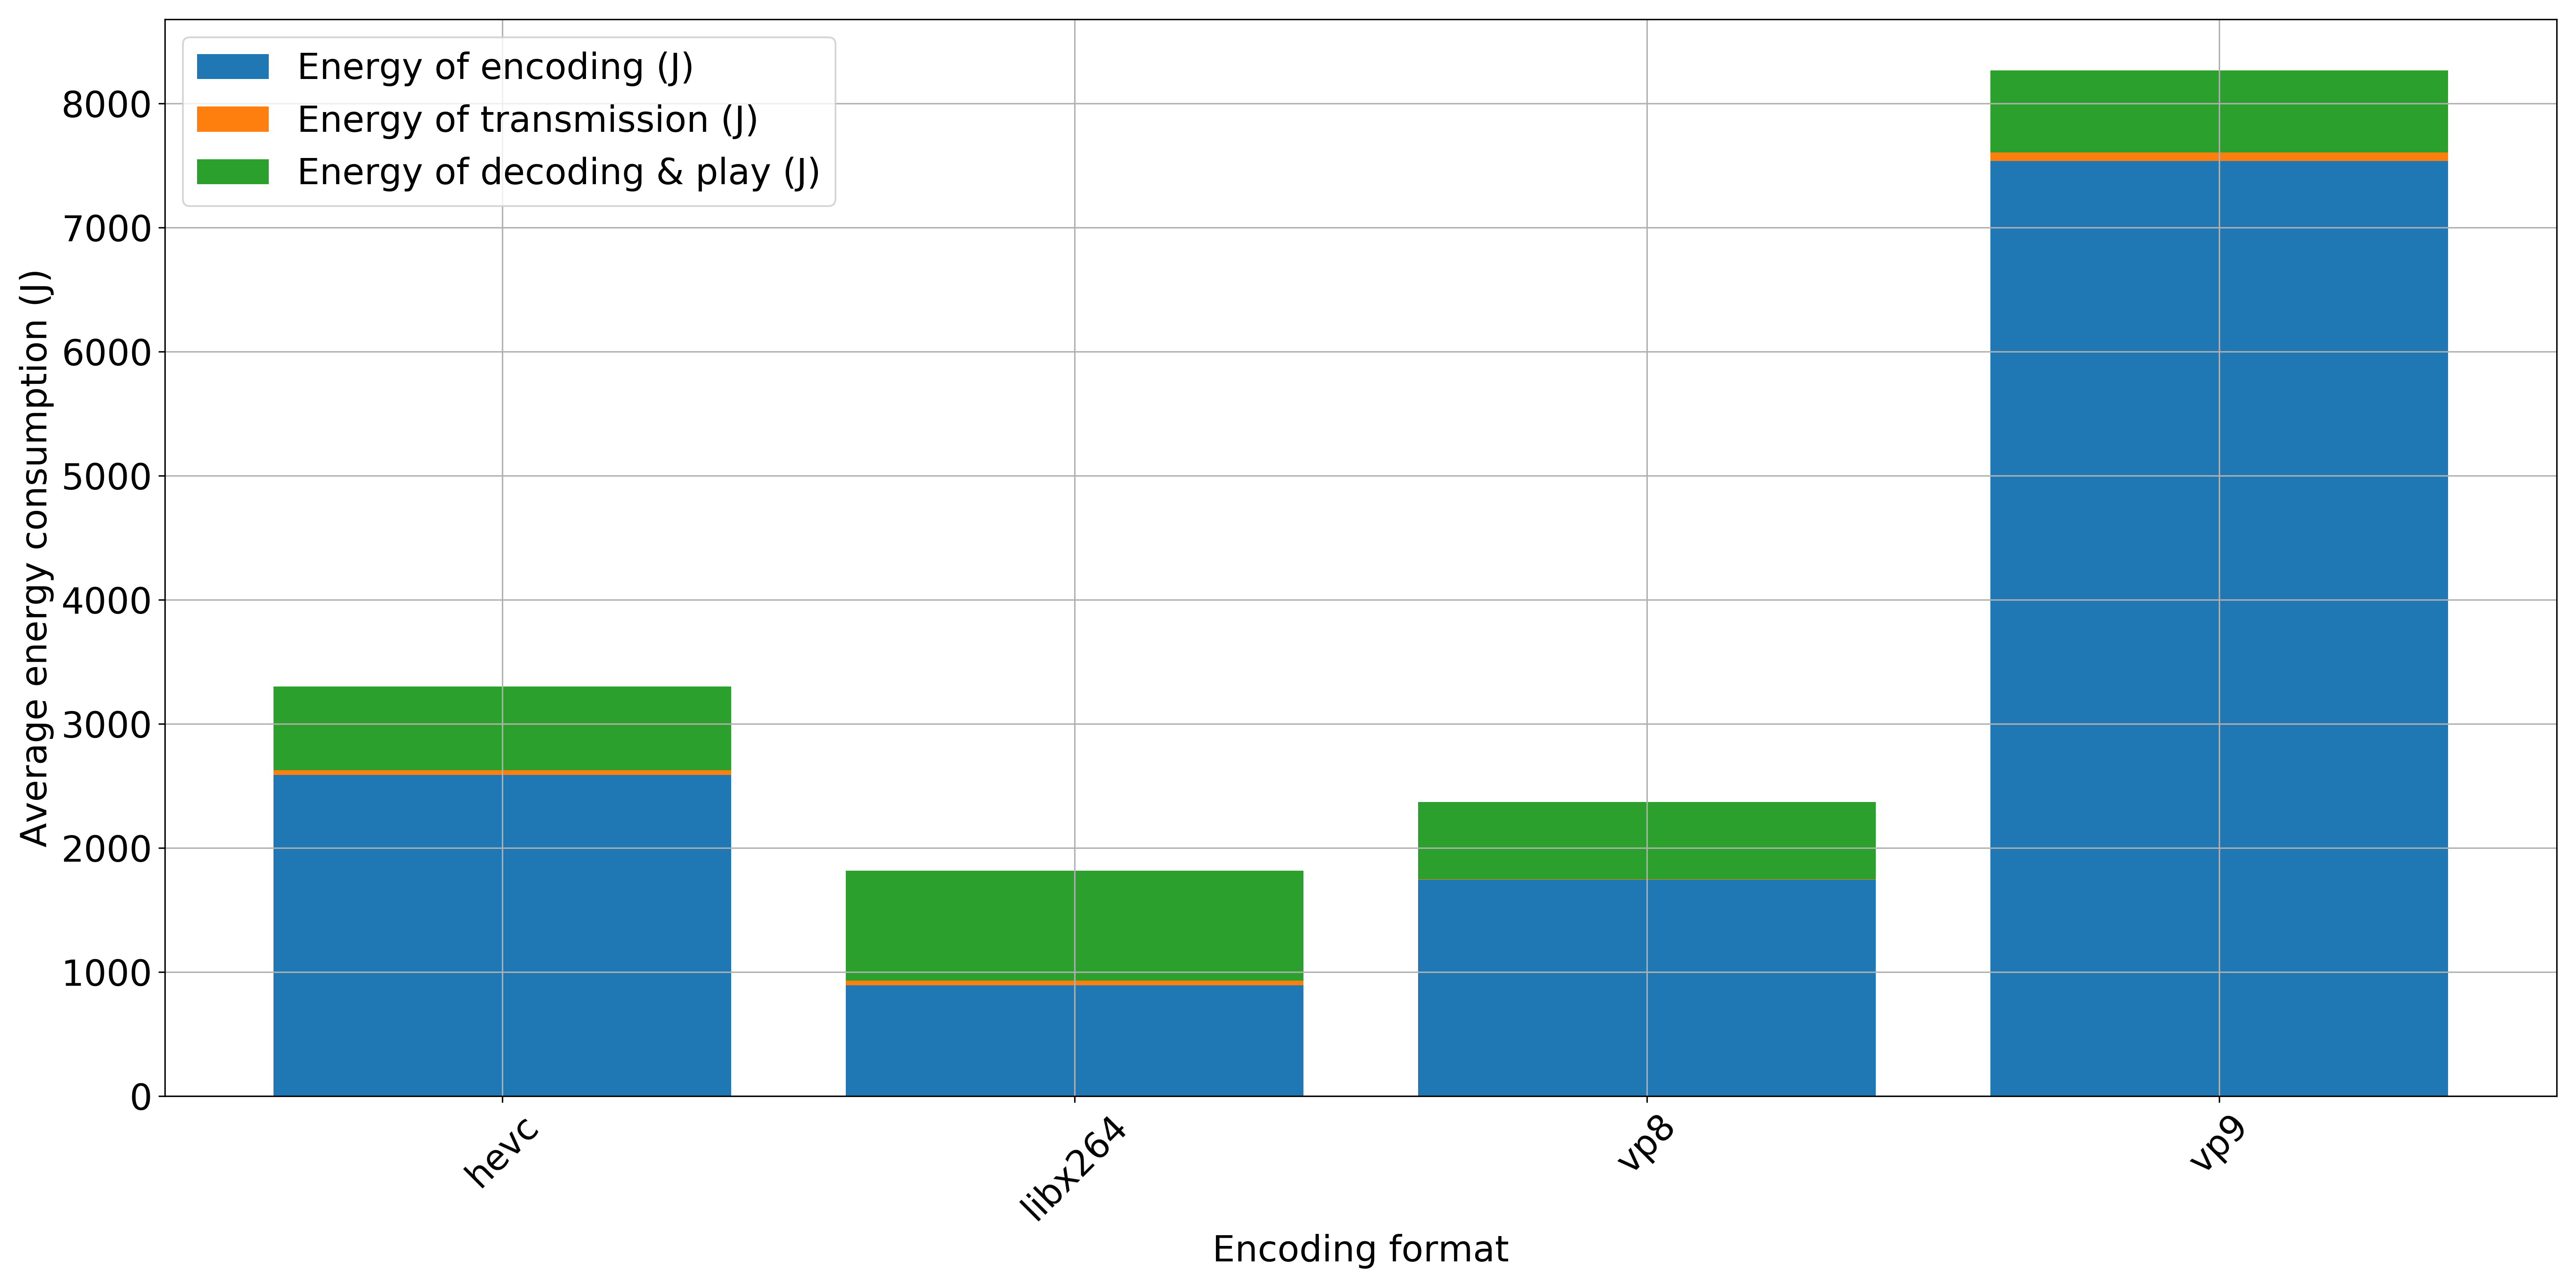 Energy of encoding (J)
Energy of transmission (J)
Energy of decoding & play (J)
Average energy consumption (J)
8000
7000
6000
5000
4000
3000
2000
1000
0
hevc
libx264
vp8
vp9
Encoding format